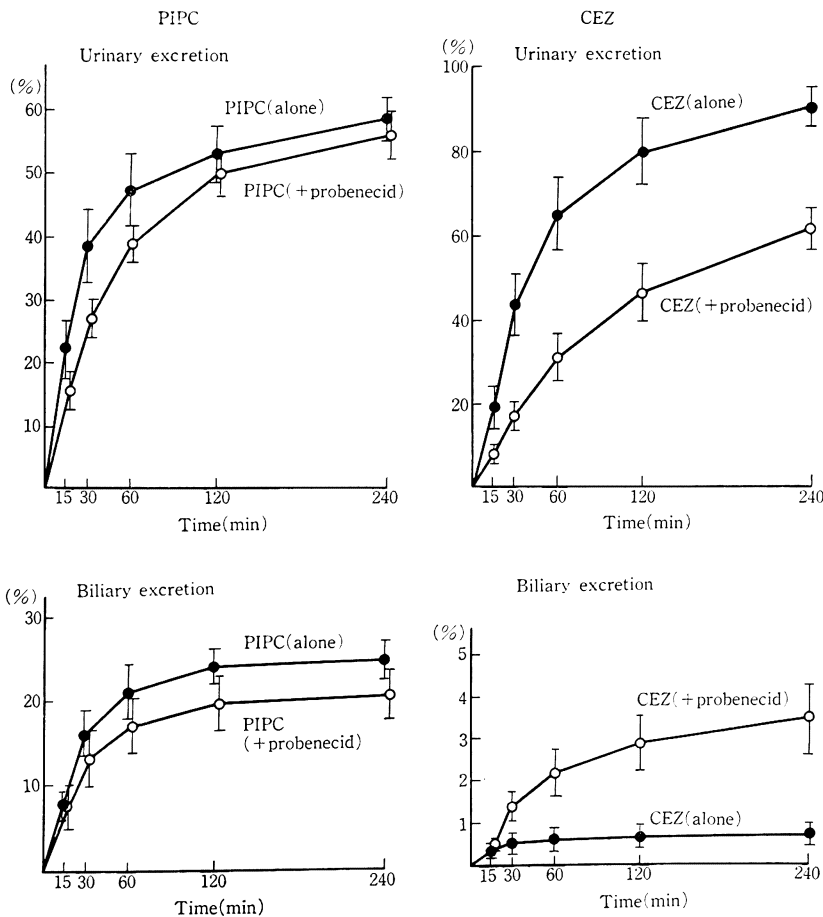 PIPC
Urinary excretion
(%)
60
50
40
30
20
10
PIPC(alone)
PIPC(+probenecid)
15 30 60 120 240
Time(min)
CEZ
Urinary excretion
(%)
100
80
60
40
20
CEZ(alone)
CEZ(+probenecid)
15 30 60 120 240
Time(min)
Biliary excretion
(%)
30
20
10
PIPC(alone)
PIPC
(+probenecid)
15 30 60 120 240
Time(min)
Biliary excretion
(%)
5
4
3
2
1
CEZ(+probenecid)
CEZ(alone)
15 30 60 120 240
Time(min)